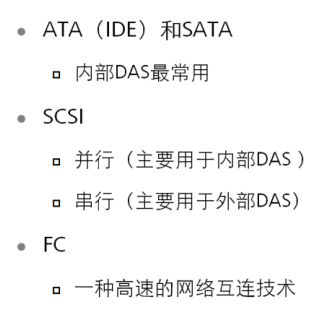 ATA（IDE）和SATA
内部DAS最常用
SCSI
并行（主要用于内部DAS ）
串行（主要用于外部DAS）
FC
一种高速的网络互连技术